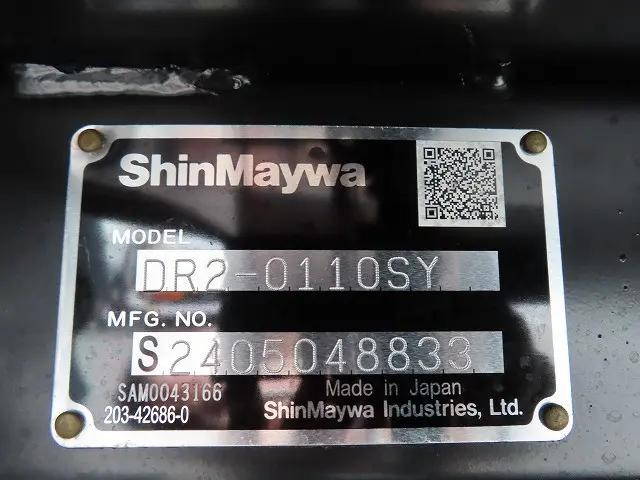 ShinMaywa
MODEL
DR2-0110SY
MFG. NO.
S2405048833
SAM0043166
203-42686-0
Made in Japan
ShinMaywa Industries, Ltd.